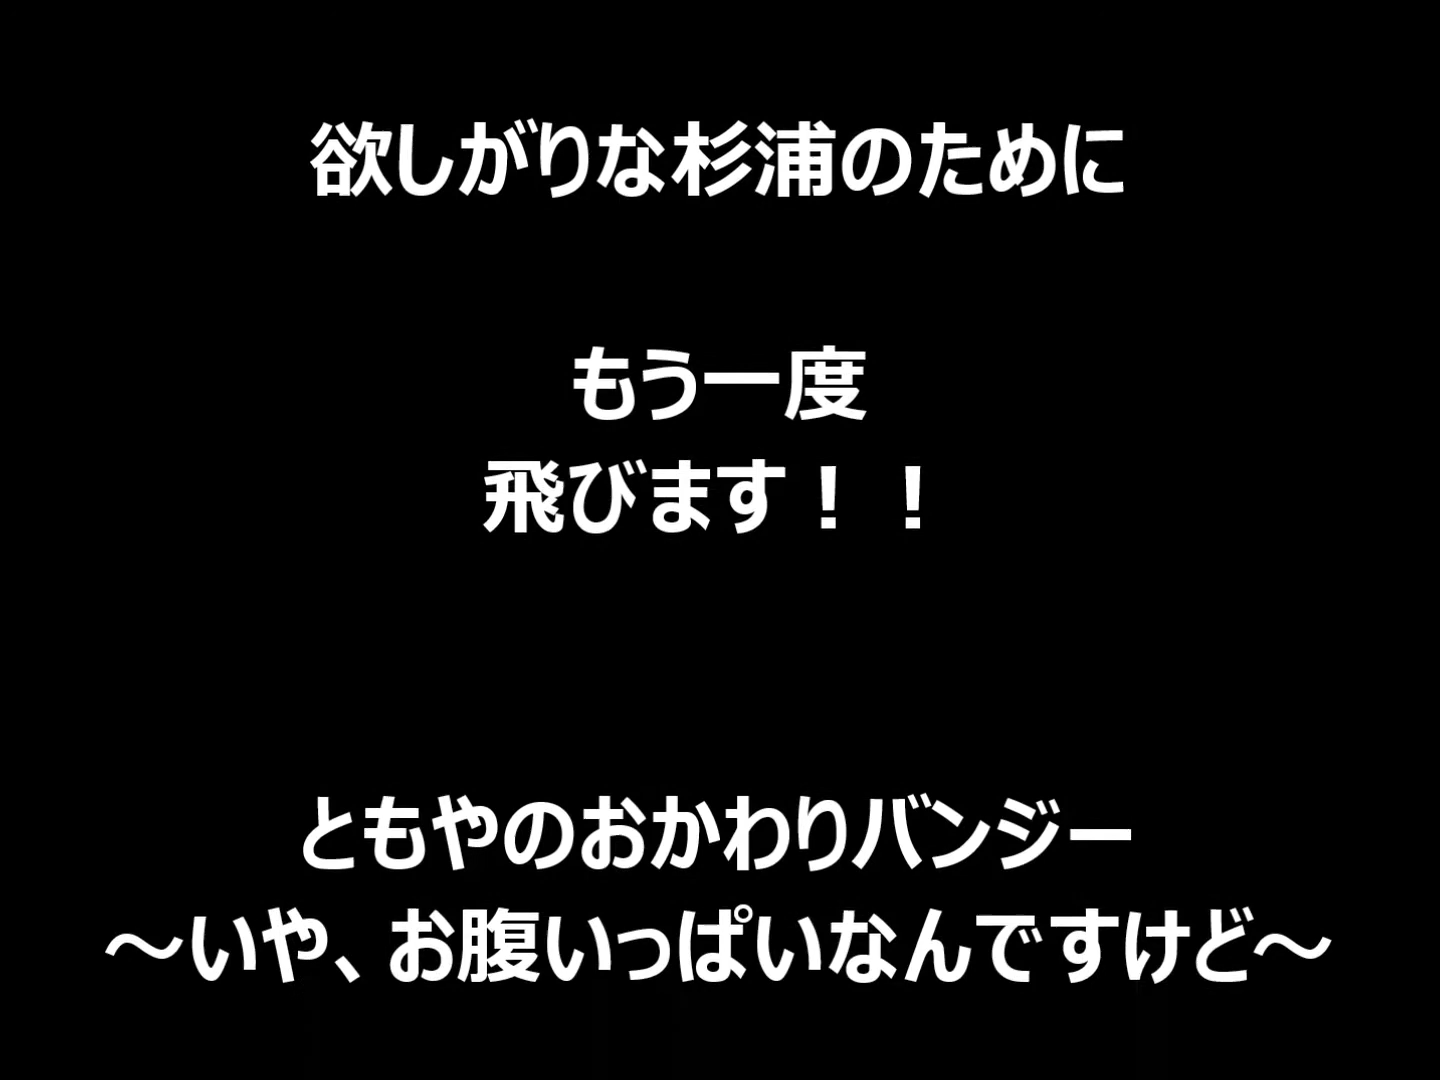 欲しがりな杉浦のために
もう一度
飛びます！！
ともやのおかわりバンジー
～いや、お腹いっぱいなんですけど～